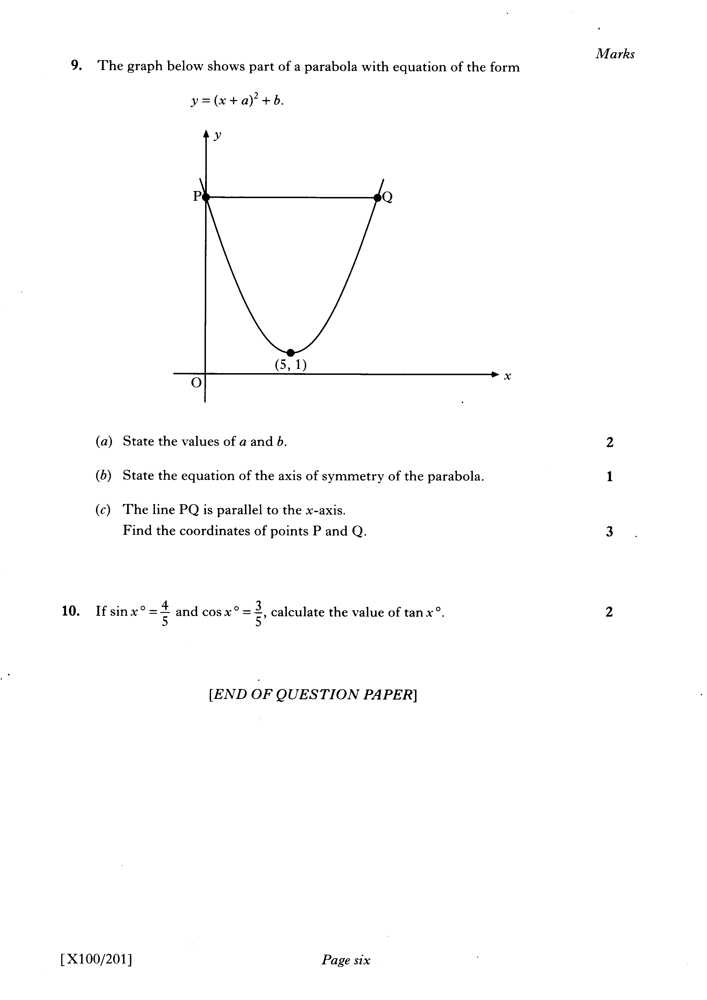 Marks
9. The graph below shows part of a parabola with equation of the form
y = (x + a)² + b.
y
P
Q
(5, 1)
x
O
(a) State the values of a and b. 2
(b) State the equation of the axis of symmetry of the parabola. 1
(c) The line PQ is parallel to the x-axis.
Find the coordinates of points P and Q. 3
10. If sin x° = 4/5 and cos x° = 3/5, calculate the value of tan x°. 2
[END OF QUESTION PAPER]
[X100/201] Page six